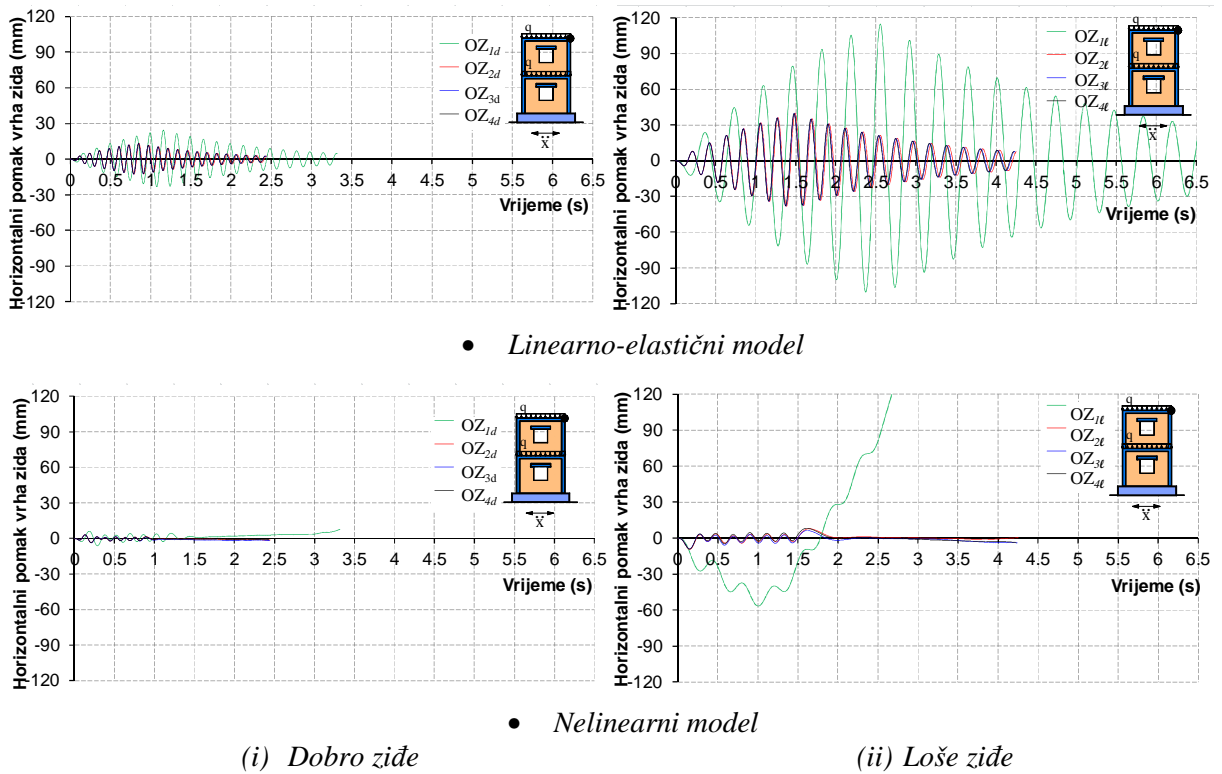 Horizontalni pomak vrha zida (mm)
120
90
60
30
0
-30
-60
-90
-120
0 0.5 1 1.5 2 2.5 3 3.5 4 4.5 5 5.5 6 6.5
Vrijeme (s)
OZ1d
OZ2d
OZ3d
OZ4d
q
q
ẍ
Horizontalni pomak vrha zida (mm)
120
90
60
30
0
-30
-60
-90
-120
0 0.5 1 1.5 2 2.5 3 3.5 4 4.5 5 5.5 6 6.5
Vrijeme (s)
OZ1ℓ
OZ2ℓ
OZ3ℓ
OZ4ℓ
q
q
ẍ
• Linearno-elastični model
Horizontalni pomak vrha zida (mm)
120
90
60
30
0
-30
-60
-90
-120
0 0.5 1 1.5 2 2.5 3 3.5 4 4.5 5 5.5 6 6.5
Vrijeme (s)
OZ1d
OZ2d
OZ3d
OZ4d
q
q
ẍ
Horizontalni pomak vrha zida (mm)
120
90
60
30
0
-30
-60
-90
-120
0 0.5 1 1.5 2 2.5 3 3.5 4 4.5 5 5.5 6 6.5
Vrijeme (s)
OZ1ℓ
OZ2ℓ
OZ3ℓ
OZ4ℓ
q
q
ẍ
• Nelinearni model
(i) Dobro ziđe
(ii) Loše ziđe